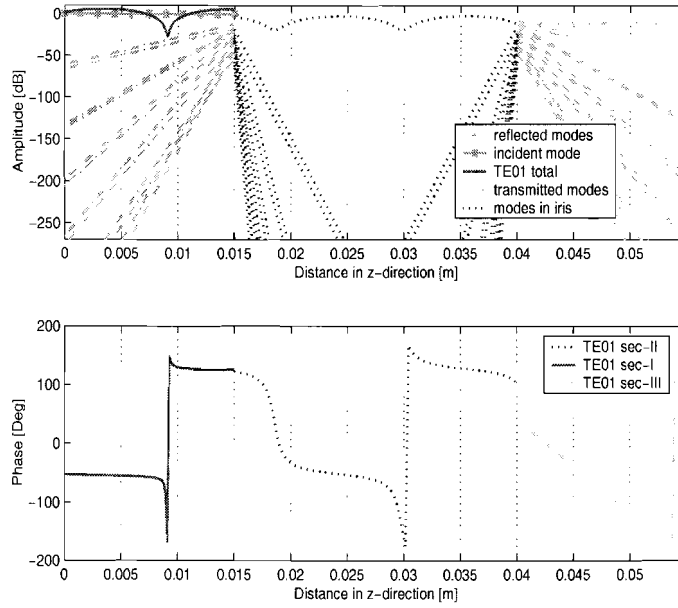 0
−50
−100
−150
−200
−250
Amplitude [dB]
reflected modes
incident mode
TE01 total
transmitted modes
modes in iris
0 0.005 0.01 0.015 0.02 0.025 0.03 0.035 0.04 0.045 0.05
Distance in z−direction [m]
200
100
0
−100
−200
Phase [Deg]
TE01 sec−II
TE01 sec−I
TE01 sec−III
0 0.005 0.01 0.015 0.02 0.025 0.03 0.035 0.04 0.045 0.05
Distance in z−direction [m]